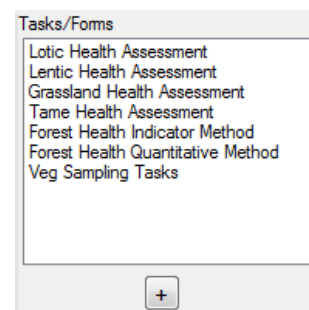 Tasks/Forms
Lotic Health Assessment
Lentic Health Assessment
Grassland Health Assessment
Tame Health Assessment
Forest Health Indicator Method
Forest Health Quantitative Method
Veg Sampling Tasks
+